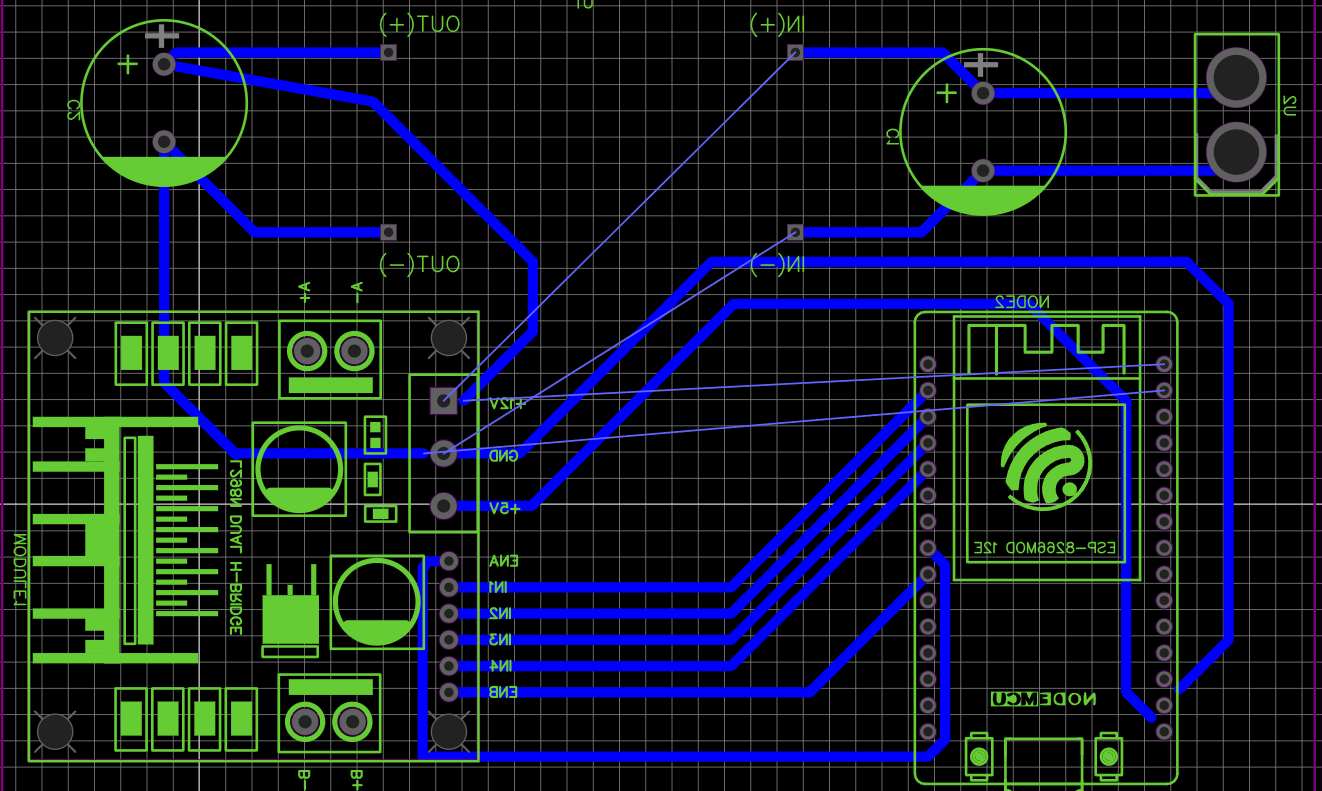 U1
OUT(+)
IN(+)
C2
C1
U2
OUT(-)
IN(-)
A+
A-
NODE2
+12V
GND
+5V
L298N DUAL H-BRIDGE
MODULE1
ESP-8266MOD 12E
ENA
IN1
IN2
IN3
IN4
ENB
NODEMCU
B-
B+